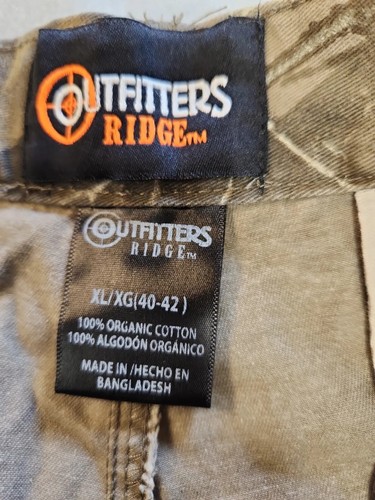 OUTFITTERS
RIDGE™
OUTFITTERS
RIDGE™
XL/XG(40-42)
100% ORGANIC COTTON
100% ALGODÓN ORGÁNICO
MADE IN/HECHO EN
BANGLADESH